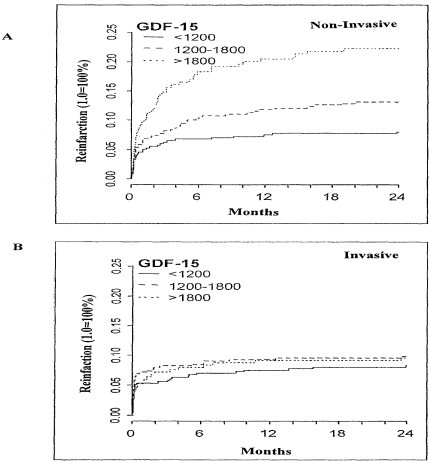 A
GDF-15
Non-Invasive
<1200
1200-1800
>1800
Reinfarction (1.0=100%)
0.25
0.20
0.15
0.10
0.05
0.00
0 6 12 18 24
Months
B
GDF-15
Invasive
<1200
1200-1800
>1800
Reinfaction (1.0=100%)
0.25
0.20
0.15
0.10
0.05
0.00
0 6 12 18 24
Months